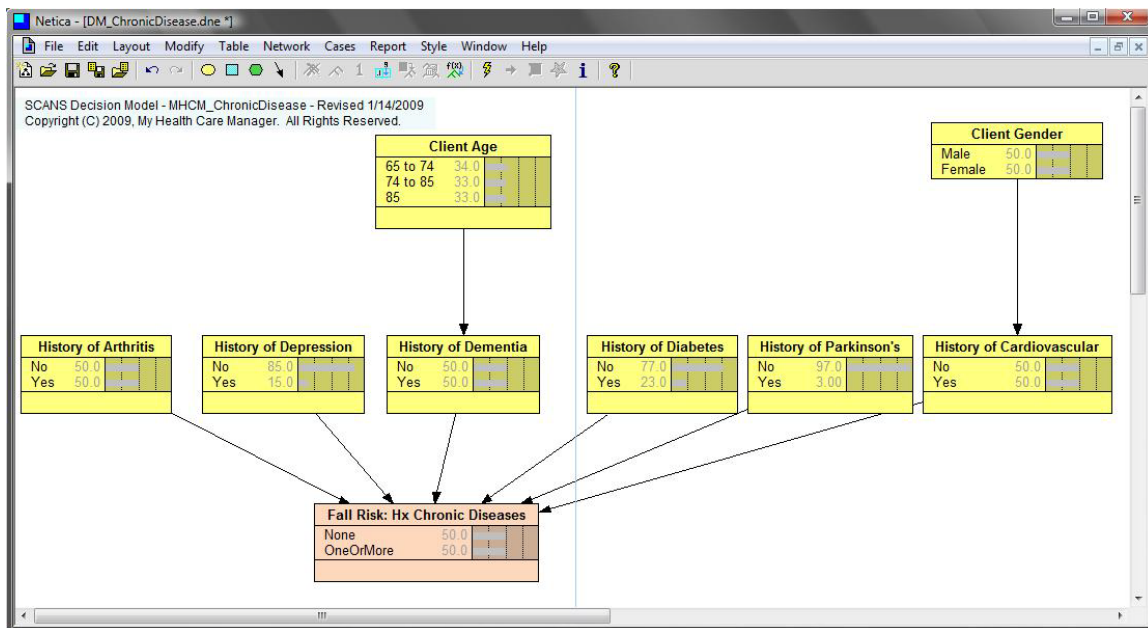 Netica - [DM_ChronicDisease.dne *]
File Edit Layout Modify Table Network Cases Report Style Window Help
SCANS Decision Model - MHCM_ChronicDisease - Revised 1/14/2009
Copyright (C) 2009, My Health Care Manager. All Rights Reserved.
Client Age
65 to 74 34.0
74 to 85 33.0
85 33.0
Client Gender
Male 50.0
Female 50.0
History of Arthritis
No 50.0
Yes 50.0
History of Depression
No 85.0
Yes 15.0
History of Dementia
No 50.0
Yes 50.0
History of Diabetes
No 77.0
Yes 23.0
History of Parkinson's
No 97.0
Yes 3.00
History of Cardiovascular
No 50.0
Yes 50.0
Fall Risk: Hx Chronic Diseases
None 50.0
OneOrMore 50.0